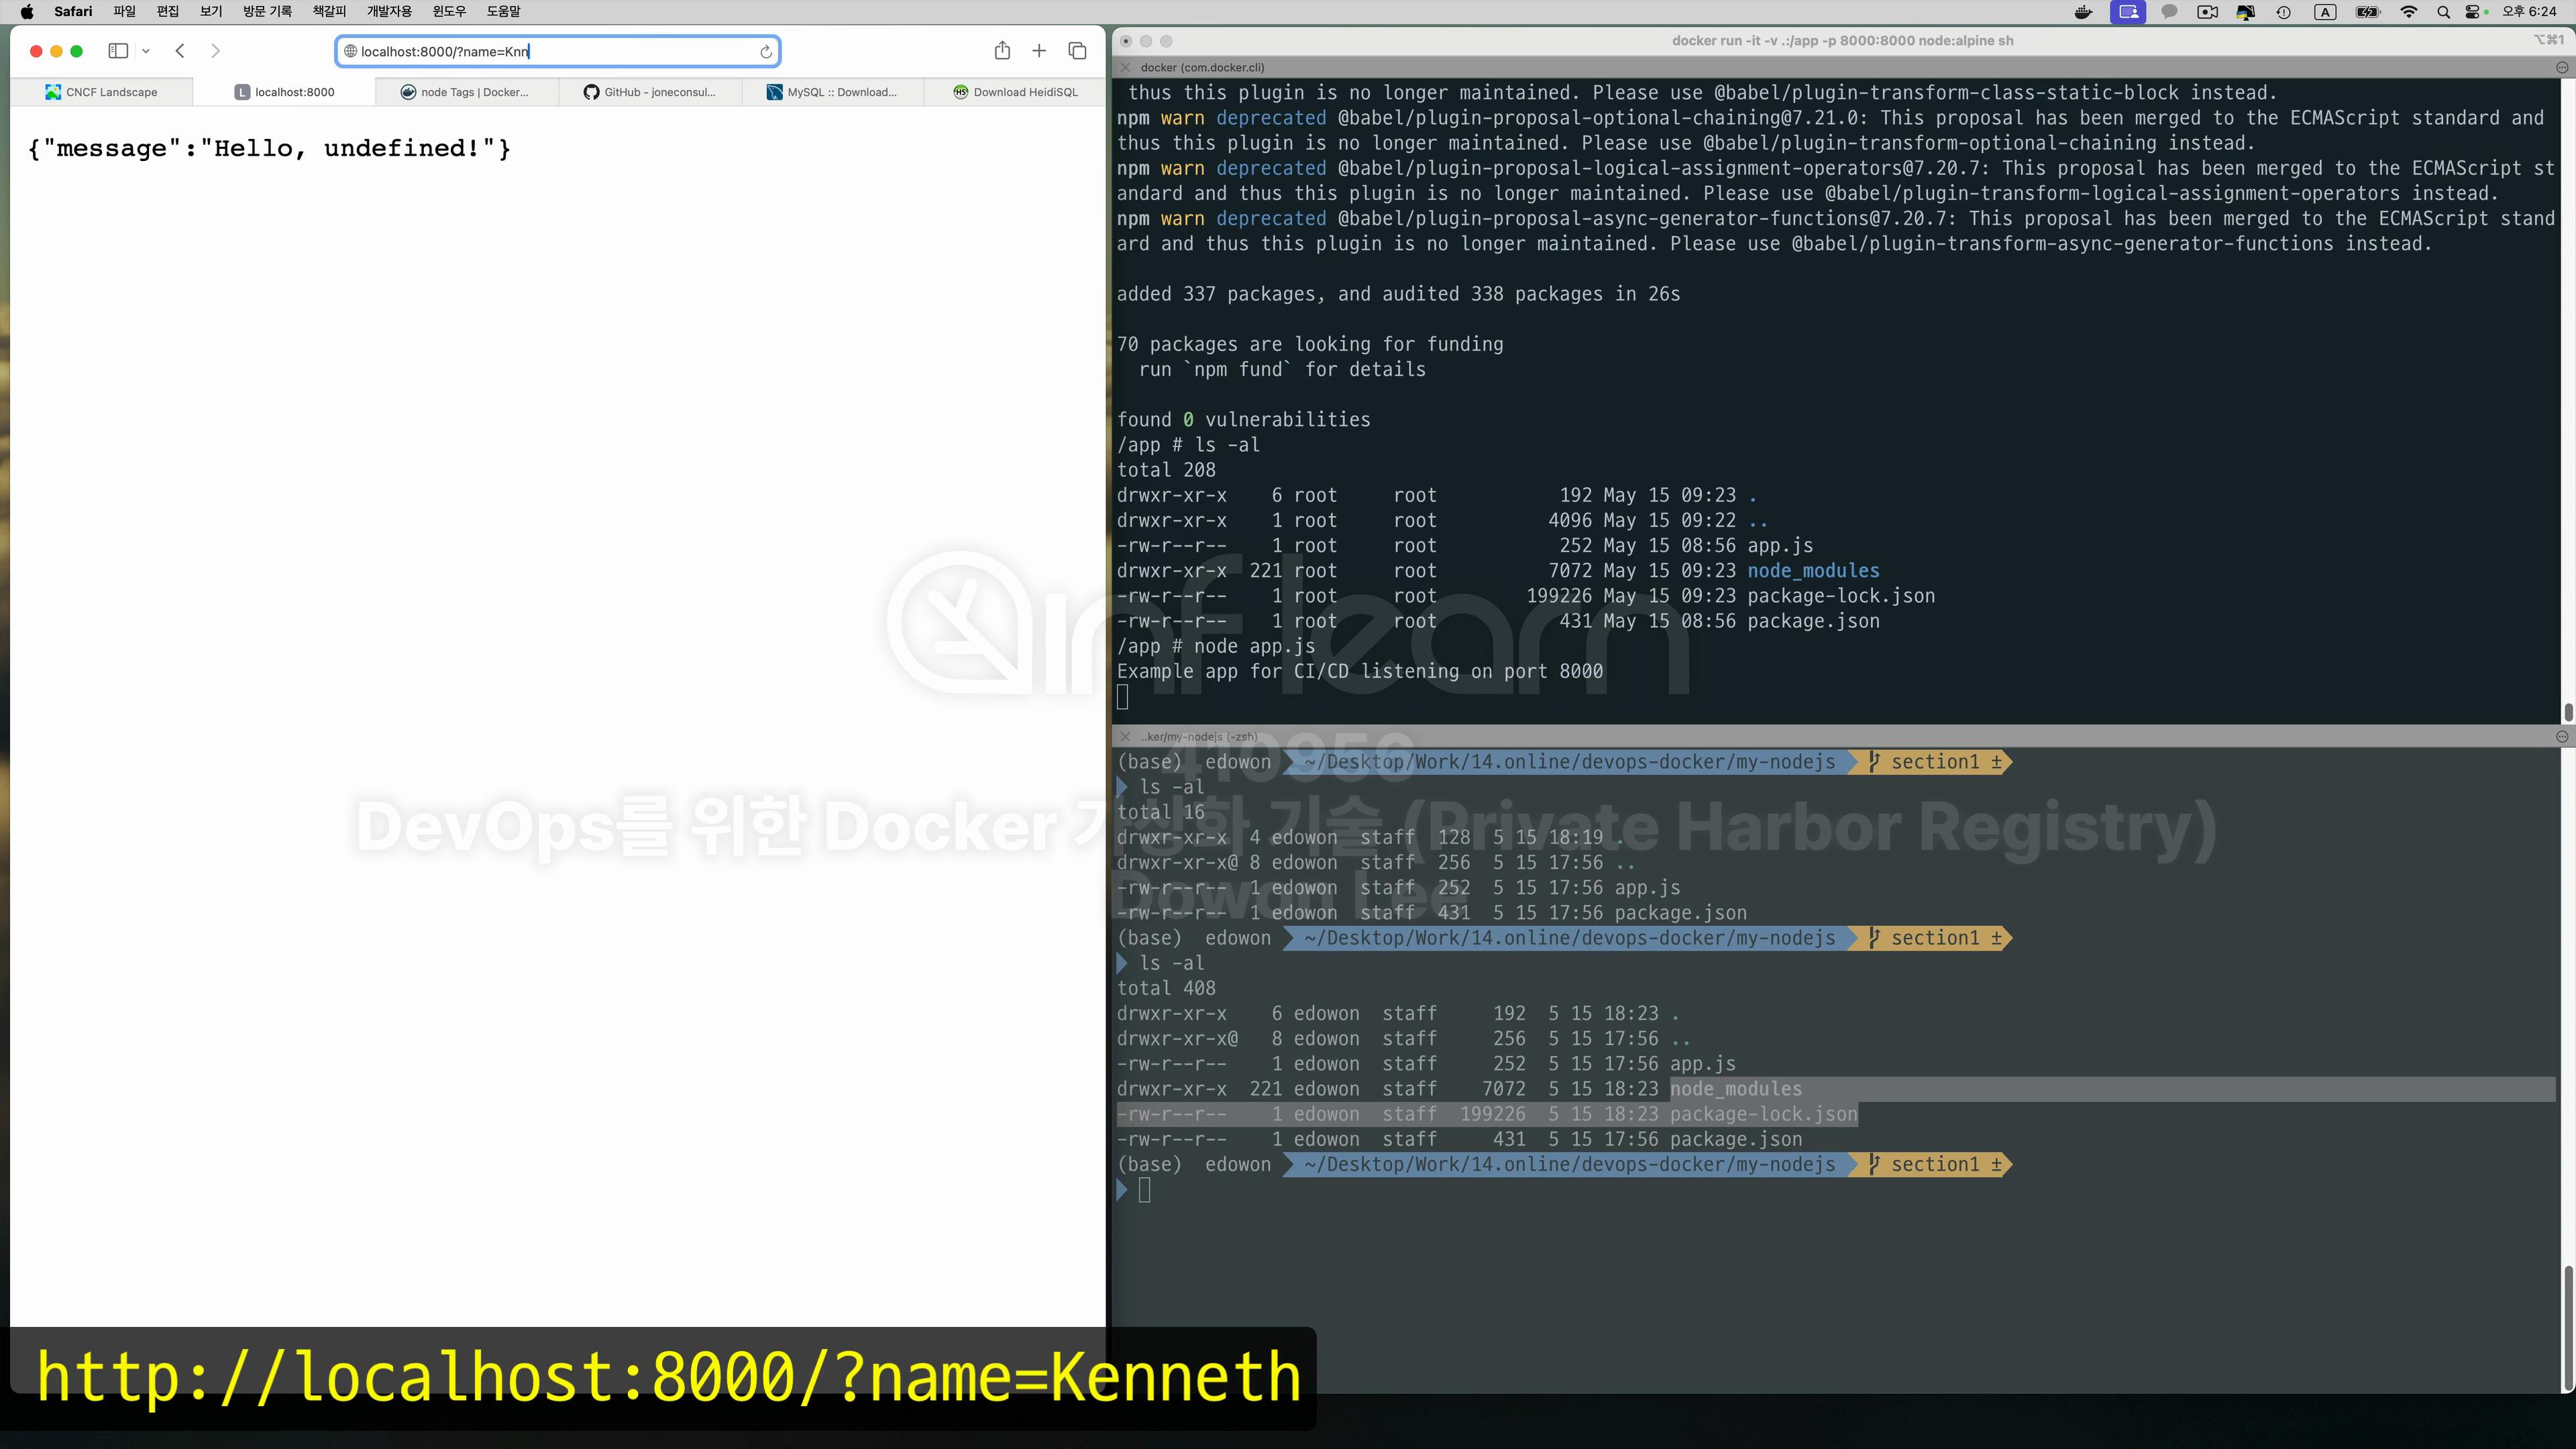 Safari 파일 편집 보기 방문 기록 책갈피 개발자용 윈도우 도움말
A 오후 6:24
localhost:8000/?name=Knn
CNCF Landscape
L localhost:8000
node Tags | Docker...
GitHub - joneconsul...
MySQL :: Download...
HS Download HeidiSQL
{"message":"Hello, undefined!"}
docker run -it -v .:/app -p 8000:8000 node:alpine sh
⌥⌘1
docker (com.docker.cli)
thus this plugin is no longer maintained. Please use @babel/plugin-transform-class-static-block instead.
npm warn deprecated @babel/plugin-proposal-optional-chaining@7.21.0: This proposal has been merged to the ECMAScript standard and
thus this plugin is no longer maintained. Please use @babel/plugin-transform-optional-chaining instead.
npm warn deprecated @babel/plugin-proposal-logical-assignment-operators@7.20.7: This proposal has been merged to the ECMAScript st
andard and thus this plugin is no longer maintained. Please use @babel/plugin-transform-logical-assignment-operators instead.
npm warn deprecated @babel/plugin-proposal-async-generator-functions@7.20.7: This proposal has been merged to the ECMAScript stand
ard and thus this plugin is no longer maintained. Please use @babel/plugin-transform-async-generator-functions instead.
added 337 packages, and audited 338 packages in 26s
70 packages are looking for funding
run `npm fund` for details
found 0 vulnerabilities
/app # ls -al
total 208
drwxr-xr-x 6 root root 192 May 15 09:23 .
drwxr-xr-x 1 root root 4096 May 15 09:22 ..
-rw-r--r-- 1 root root 252 May 15 08:56 app.js
drwxr-xr-x 221 root root 7072 May 15 09:23 node_modules
-rw-r--r-- 1 root root 199226 May 15 09:23 package-lock.json
-rw-r--r-- 1 root root 431 May 15 08:56 package.json
/app # node app.js
Example app for CI/CD listening on port 8000
inflearn
..ker/my-nodejs (-zsh)
410956
(base) edowon ~/Desktop/Work/14.online/devops-docker/my-nodejs section1 ±
ls -al
total 16
DevOps를 위한 Docker 가상화 기술 (Private Harbor Registry)
drwxr-xr-x 4 edowon staff 128 5 15 18:19 .
drwxr-xr-x@ 8 edowon staff 256 5 15 17:56 ..
-rw-r--r-- 1 edowon staff 252 5 15 17:56 app.js
Dowon Lee
-rw-r--r-- 1 edowon staff 431 5 15 17:56 package.json
(base) edowon ~/Desktop/Work/14.online/devops-docker/my-nodejs section1 ±
ls -al
total 408
drwxr-xr-x 6 edowon staff 192 5 15 18:23 .
drwxr-xr-x@ 8 edowon staff 256 5 15 17:56 ..
-rw-r--r-- 1 edowon staff 252 5 15 17:56 app.js
drwxr-xr-x 221 edowon staff 7072 5 15 18:23 node_modules
-rw-r--r-- 1 edowon staff 199226 5 15 18:23 package-lock.json
-rw-r--r-- 1 edowon staff 431 5 15 17:56 package.json
(base) edowon ~/Desktop/Work/14.online/devops-docker/my-nodejs section1 ±
http://localhost:8000/?name=Kenneth